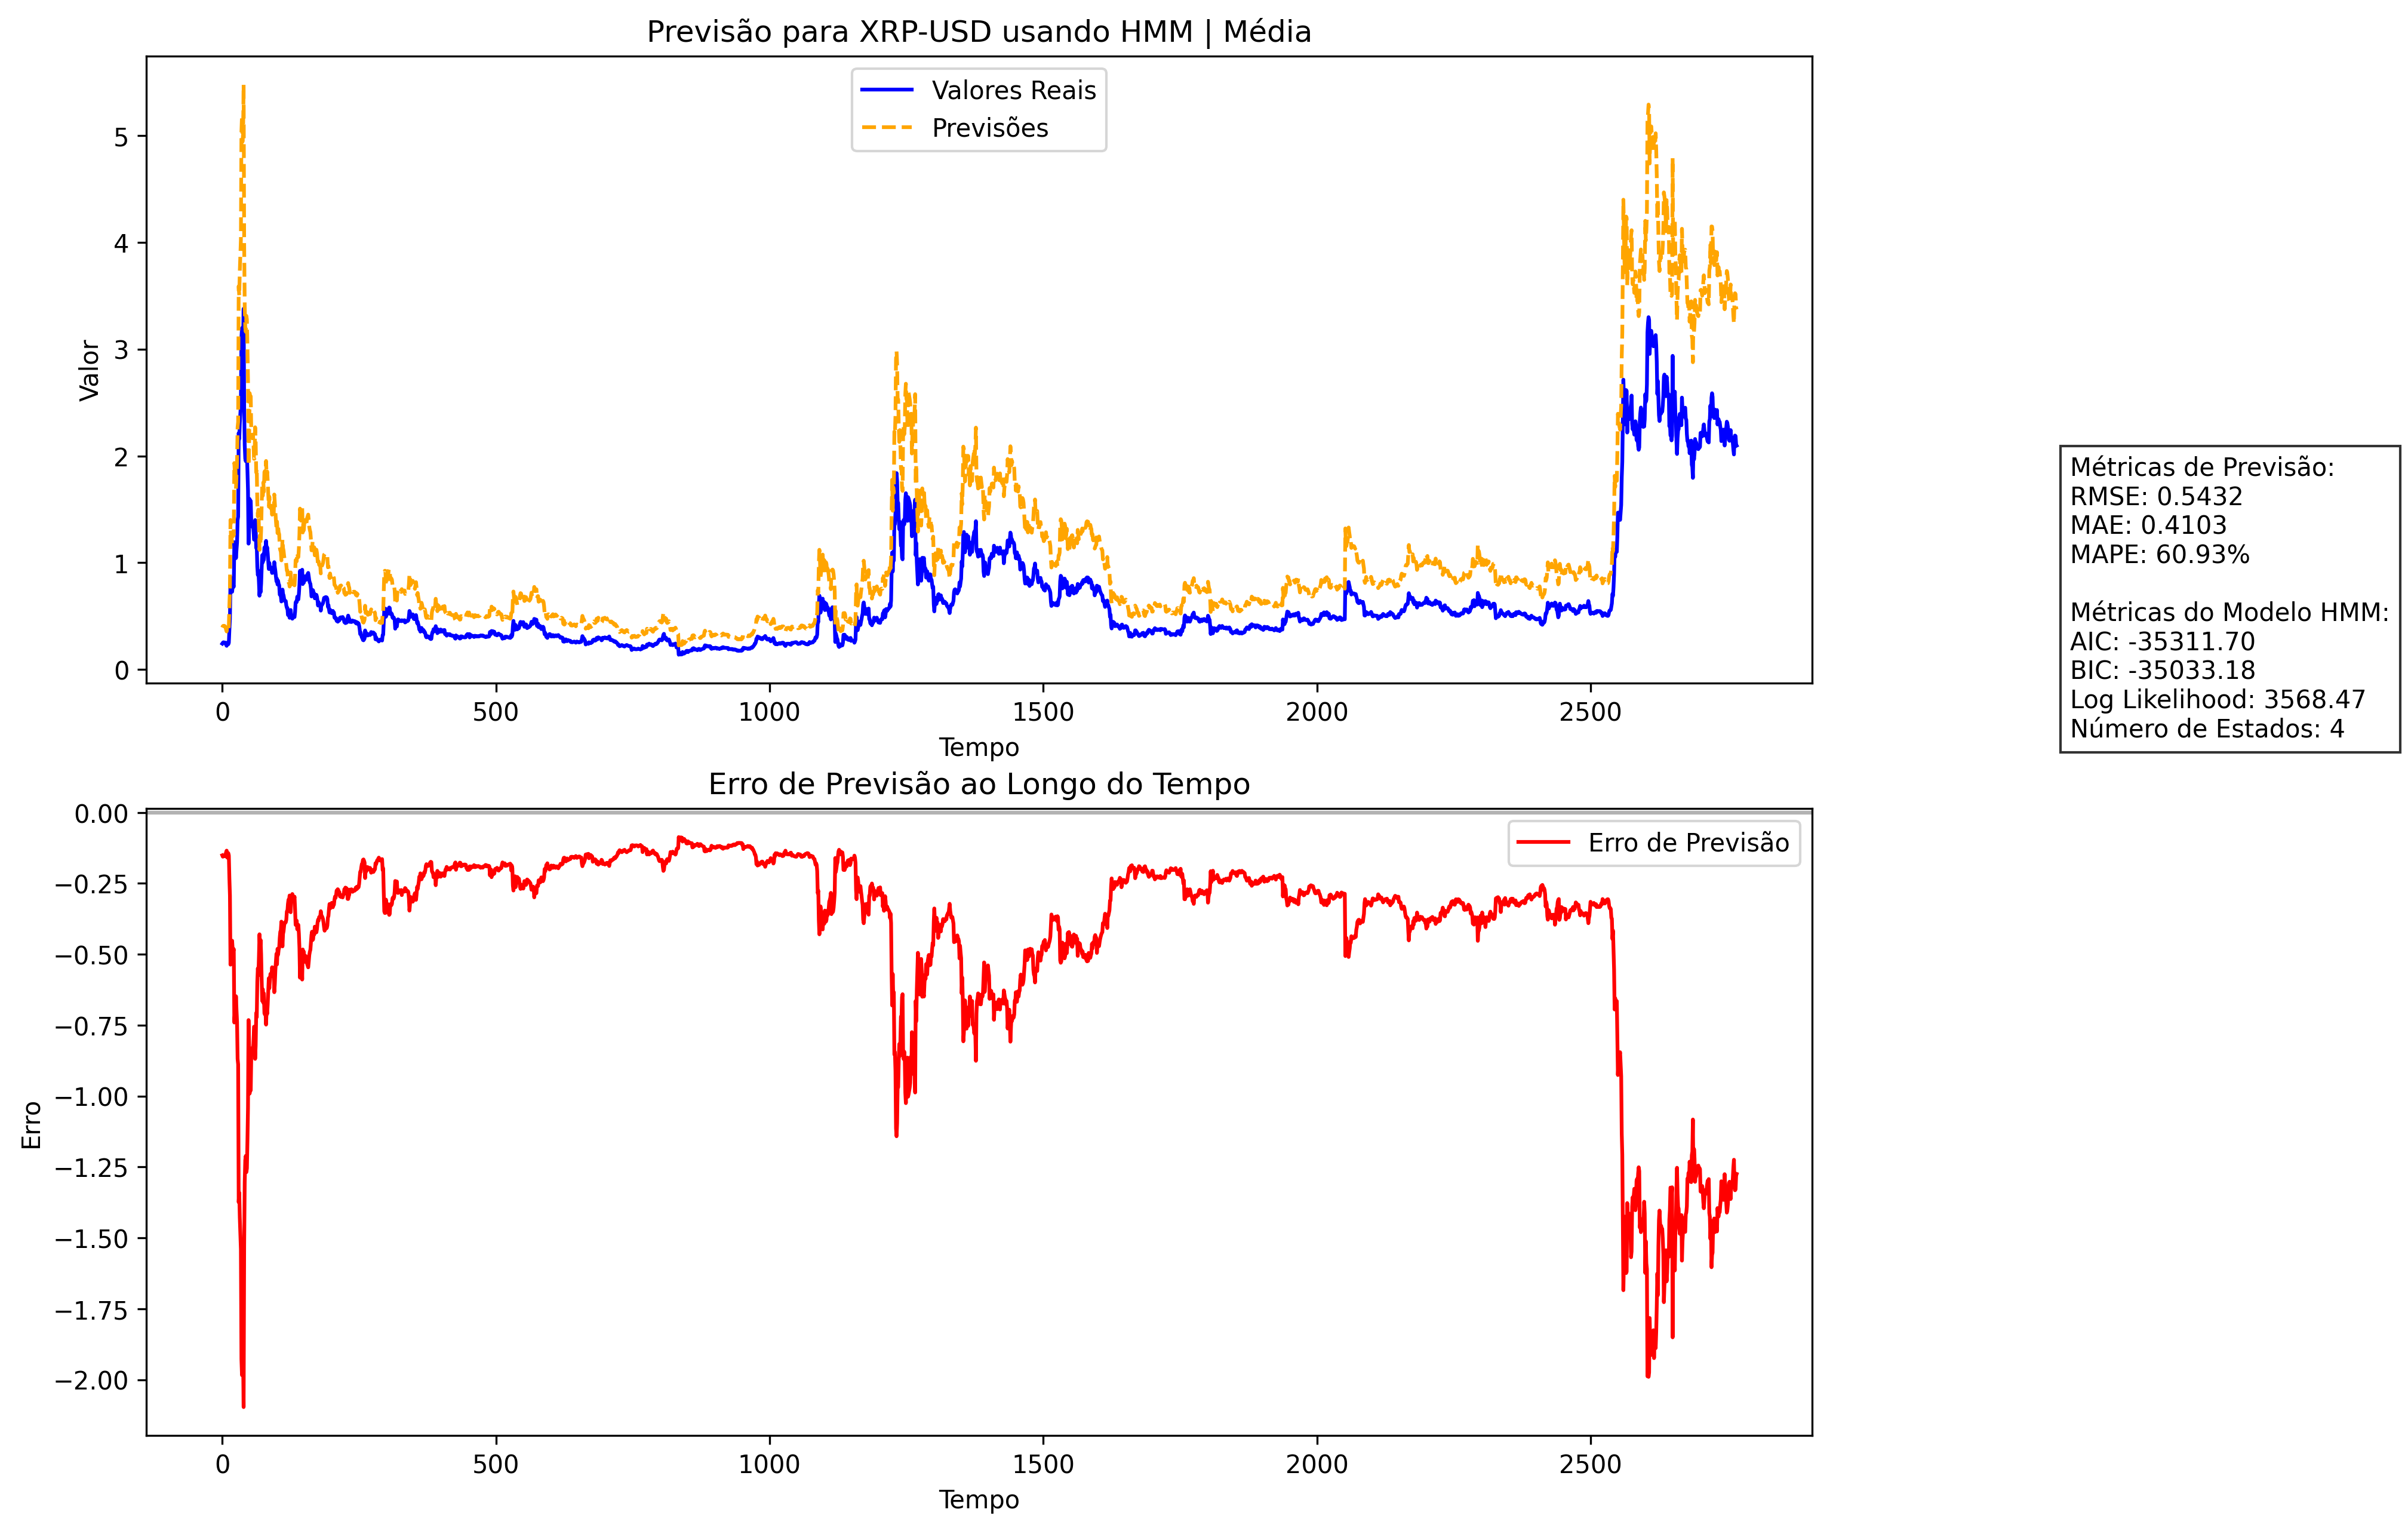 Previsão para XRP-USD usando HMM | Média
Valores Reais
Previsões
Valor
5
4
3
2
1
0
0
500
1000
1500
2000
2500
Tempo
Métricas de Previsão:
RMSE: 0.5432
MAE: 0.4103
MAPE: 60.93%
Métricas do Modelo HMM:
AIC: -35311.70
BIC: -35033.18
Log Likelihood: 3568.47
Número de Estados: 4
Erro de Previsão ao Longo do Tempo
Erro de Previsão
Erro
0.00
−0.25
−0.50
−0.75
−1.00
−1.25
−1.50
−1.75
−2.00
0
500
1000
1500
2000
2500
Tempo